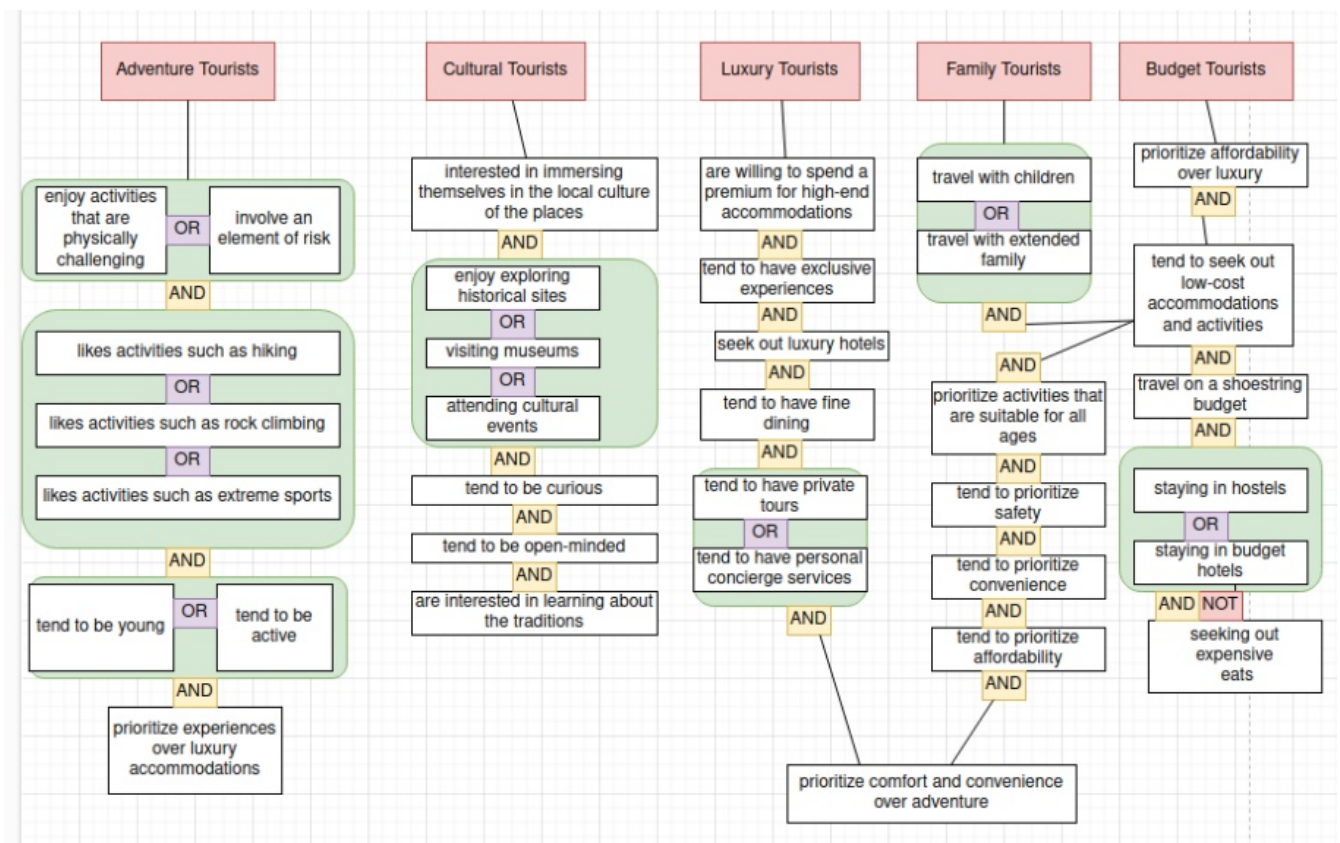 Adventure Tourists
enjoy activities
that are
physically
challenging
OR
involve an
element of risk
AND
likes activities such as hiking
OR
likes activities such as rock climbing
OR
likes activities such as extreme sports
AND
tend to be young
OR
tend to be
active
AND
prioritize experiences
over luxury
accommodations
Cultural Tourists
interested in immersing
themselves in the local culture
of the places
AND
enjoy exploring
historical sites
OR
visiting museums
OR
attending cultural
events
AND
tend to be curious
AND
tend to be open-minded
AND
are interested in learning about
the traditions
Luxury Tourists
are willing to spend a
premium for high-end
accommodations
AND
tend to have exclusive
experiences
AND
seek out luxury hotels
AND
tend to have fine
dining
AND
tend to have private
tours
OR
tend to have personal
concierge services
AND
Family Tourists
travel with children
OR
travel with extended
family
AND
AND
prioritize activities that
are suitable for all
ages
AND
tend to prioritize
safety
AND
tend to prioritize
convenience
AND
tend to prioritize
affordability
AND
prioritize comfort and convenience
over adventure
Budget Tourists
prioritize affordability
over luxury
AND
tend to seek out
low-cost
accommodations
and activities
AND
travel on a shoestring
budget
AND
staying in hostels
OR
staying in budget
hotels
AND NOT
seeking out
expensive
eats